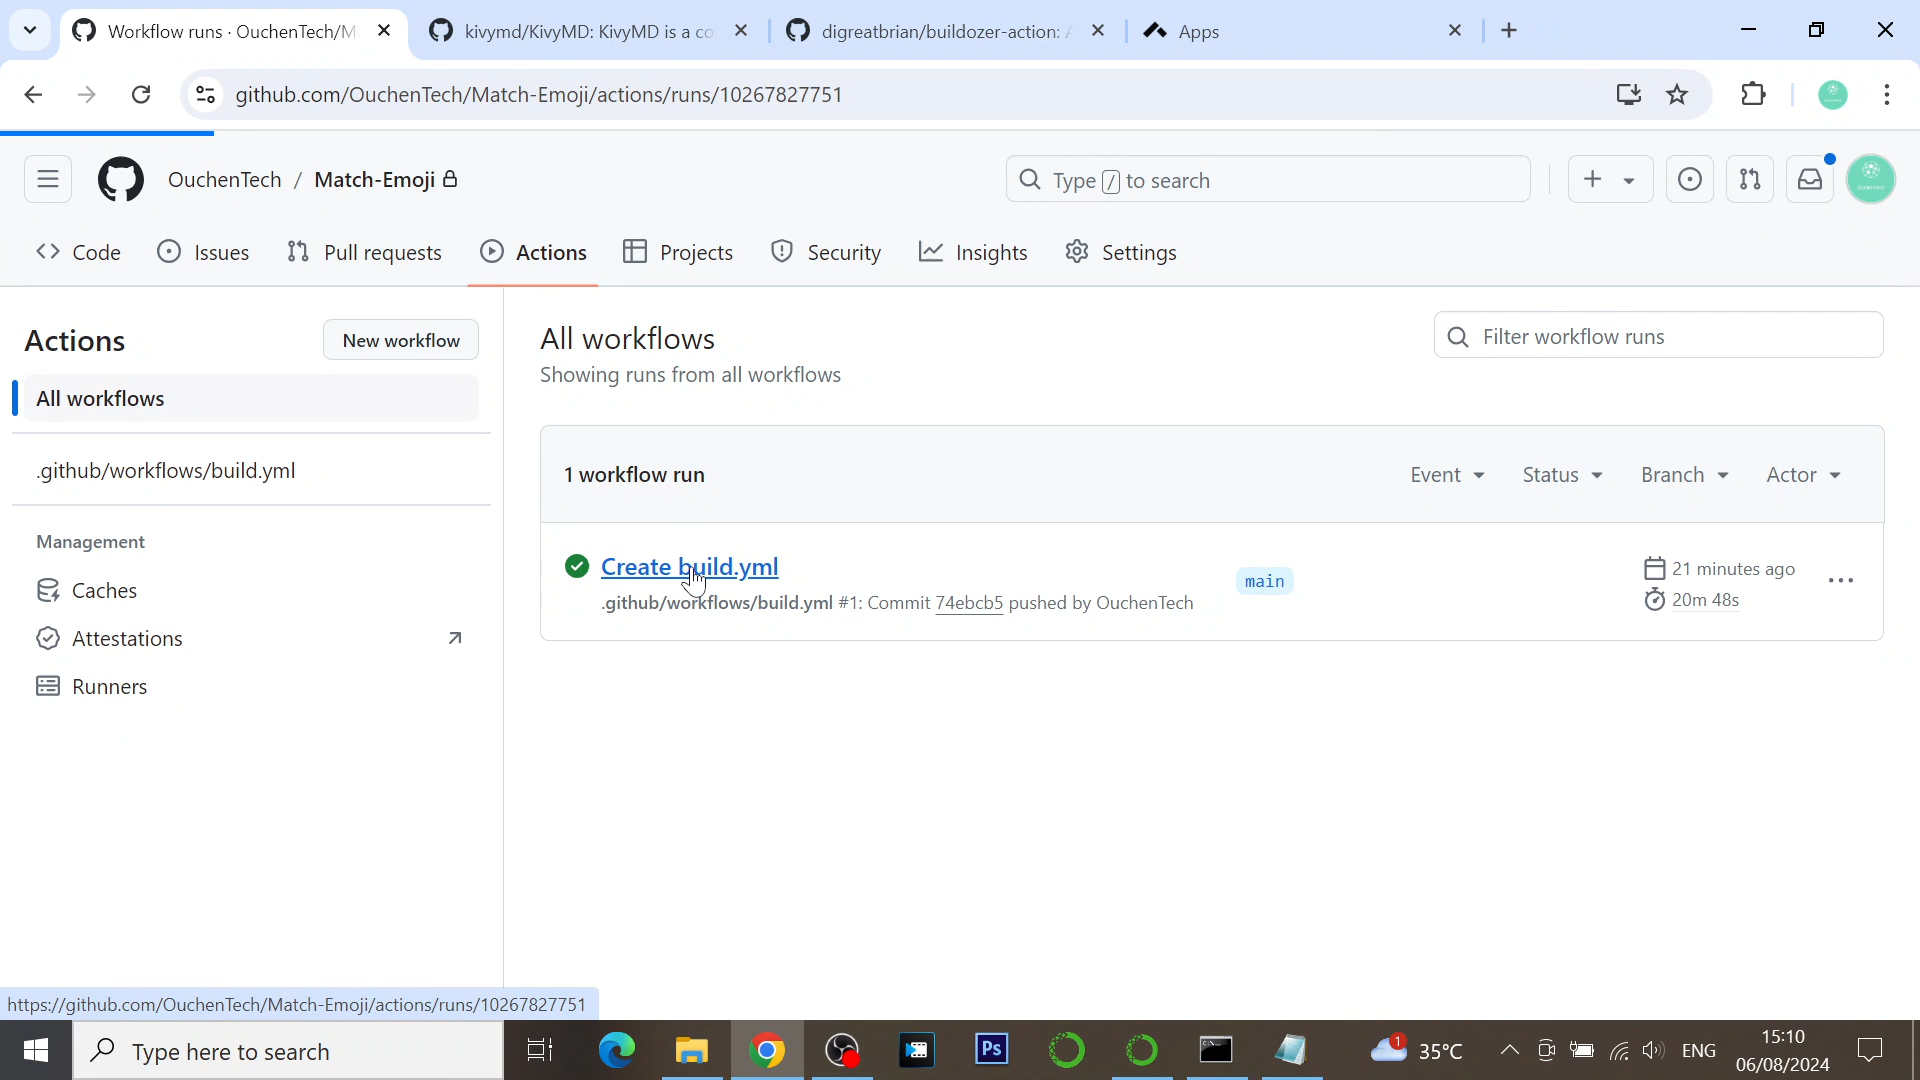 Workflow runs · OuchenTech/M
kivymd/KivyMD: KivyMD is a co
digreatbrian/buildozer-action: A
Apps
github.com/OuchenTech/Match-Emoji/actions/runs/10267827751
OuchenTech / Match-Emoji
Type / to search
Code
Issues
Pull requests
Actions
Projects
Security
Insights
Settings
Actions
New workflow
All workflows
.github/workflows/build.yml
Management
Caches
Attestations
Runners
All workflows
Showing runs from all workflows
Filter workflow runs
1 workflow run
Event
Status
Branch
Actor
Create build.yml
.github/workflows/build.yml #1: Commit 74ebcb5 pushed by OuchenTech
main
21 minutes ago
20m 48s
https://github.com/OuchenTech/Match-Emoji/actions/runs/10267827751
Type here to search
Ps
1
35°C
ENG
15:10
06/08/2024